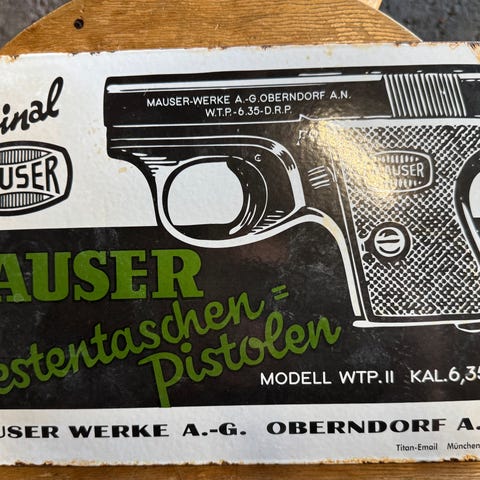 inal
AUSER
MAUSER-WERKE A.-G. OBERNDORF A.N.
W.T.P.-6.35-D.R.P.
AUSER
AUSER
estentaschen=
Pistolen
MODELL WTP.II KAL.6,35
USER WERKE A.-G. OBERNDORF A.
Titan-Email München